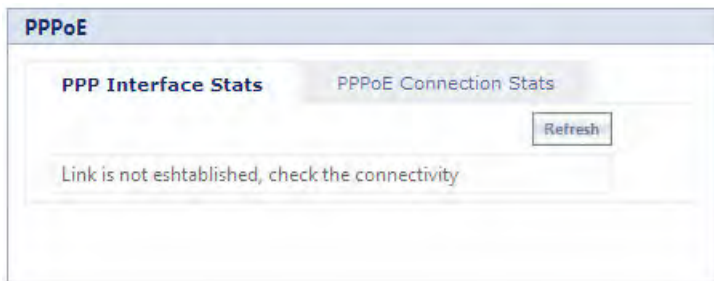 PPPoE
PPP Interface Stats PPPoE Connection Stats
Refresh
Link is not eshtablished, check the connectivity